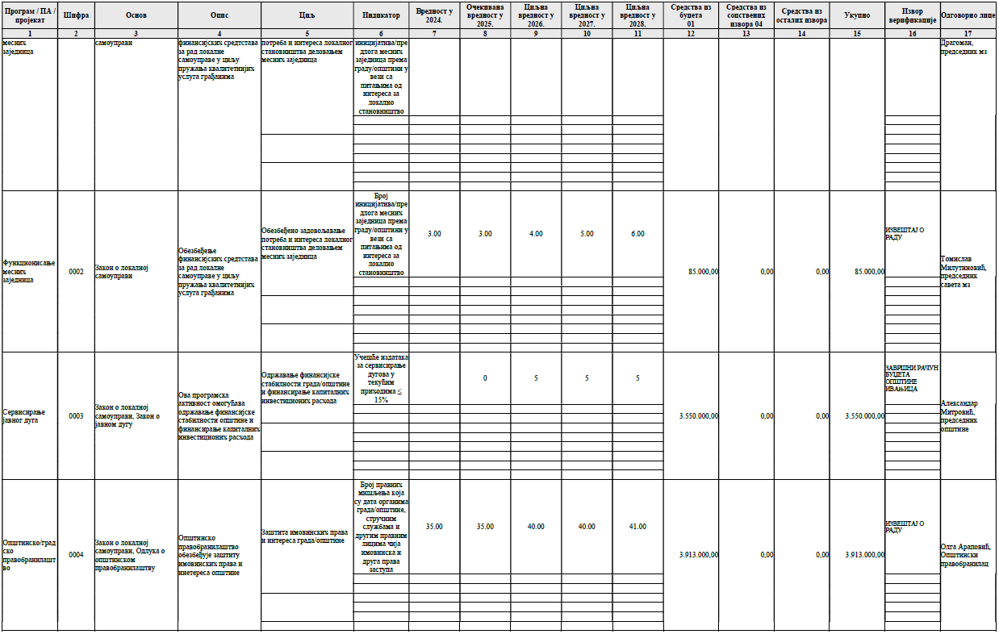 Програм / ПА / пројекат
Шифра
Основ
Опис
Циљ
Индикатор
Вредност у 2024.
Очекивана вредност у 2025.
Циљна вредност у 2026.
Циљна вредност у 2027.
Циљна вредност у 2028.
Средства из буџета 01
Средства из сопствених извора 04
Средства из осталих извора
Укупно
Извор верификације
Одговорно лице
1 2 3 4 5 6 7 8 9 10 11 12 13 14 15 16 17
месних
заједница
самоуправи
финансијских средтстава
за рад локалне
самоуправе у циљу
пружања квалитетнијих
услуга грађанима
потреба и интереса локалног
становништва деловањем
месних заједница
иницијатива/пре
длога месних
заједница према
граду/општини у
вези са
питањима од
интереса за
локално
становништво
Драгоман,
председник мз
Функционисање
месних
заједница
0002
Закон о локалној
самоуправи
Обезбеђење
финансијских средтстава
за рад локалне
самоуправе у циљу
пружања квалитетнијих
услуга грађанима
Обезбеђено задовољавање
потреба и интереса локалног
становништва деловањем
месних заједница
Број
иницијатива/пре
длога месних
заједница према
граду/општини у
вези са
питањима од
интереса за
локално
становништво
3.00 3.00 4.00 5.00 6.00
85.000,00 0,00 0,00 85.000,00
ИЗВЕШТАЈ О
РАДУ
Томислав
Милутиновић,
председник
савета мз
Сервисирање
јавног дуга
0003
Закон о локалној
самоуправи, Закон о
јавном дугу
Ова програмска
активност омогућава
одржавање финансијске
стабилности општине и
финансирање капиталних
инвестиционих расхода
Одржавање финансијске
стабилности града/општине
и финансирање капиталних
инвестиционих расхода
Учешће издатака
за сервисирање
дугова у
текућим
приходима ≤
15%
0 5 5 5
3.550.000,00 0,00 0,00 3.550.000,00
ЗАВРШНИ РАЧУН
БУЏЕТА
ОПШТИНЕ
ИВАЊИЦА
Александар
Митровић,
председник
општине
Општинско/град
ско
правобранилашт
во
0004
Закон о локалној
самоуправи, Одлука о
општинском
правобранилаштву
Општинско
правобранилаштво
обезбеђује заштиту
имовинских права и
инетереса општине
Заштита имовинских права
и интереса града/општине
Број правних
мишљења која
су дата органима
града/општине,
стручним
службама и
другим правним
лицима чија
имовинска и
друга права
заступа
35.00 35.00 40.00 40.00 41.00
3.913.000,00 0,00 0,00 3.913.000,00
ИЗВЕШТАЈ О
РАДУ
Олга Араповић,
Општински
правобранилац